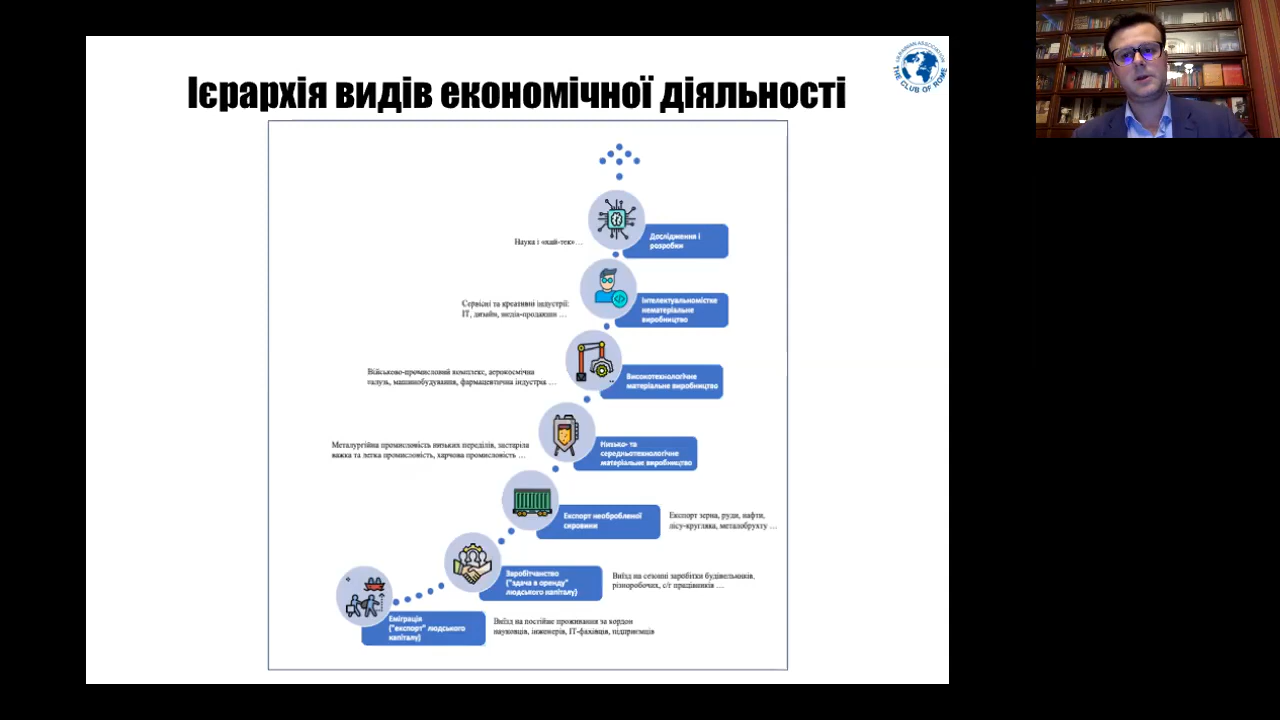 Ієрархія видів економічної діяльності
UKRAINIAN ASSOCIATION
THE CLUB OF ROME
Наука і «хай-тек»…
Дослідження і
розробки
Сервісні та креативні індустрії:
ІТ, дизайн, медіа-продакшн …
Інтелектуальномістке
нематеріальне
виробництво
Військово-промисловий комплекс, аерокосмічна
галузь, машинобудування, фармацевтична індустрія …
Високотехнологічне
матеріальне виробництво
Металургійна промисловість низьких переділів, застаріла
важка та легка промисловість, харчова промисловість …
Низько- та
середньотехнологічне
матеріальне виробництво
Експорт необробленої
сировини
Експорт зерна, руди, нафти,
лісу-кругляка, металобрухту …
Заробітчанство
("здача в оренду"
людського капіталу)
Виїзд на сезонні заробітки будівельників,
різноробочих, с/г працівників …
Еміграція
("експорт" людського
капіталу)
Виїзд на постійне проживання за кордон
науковців, інженерів, ІТ-фахівців, підприємців